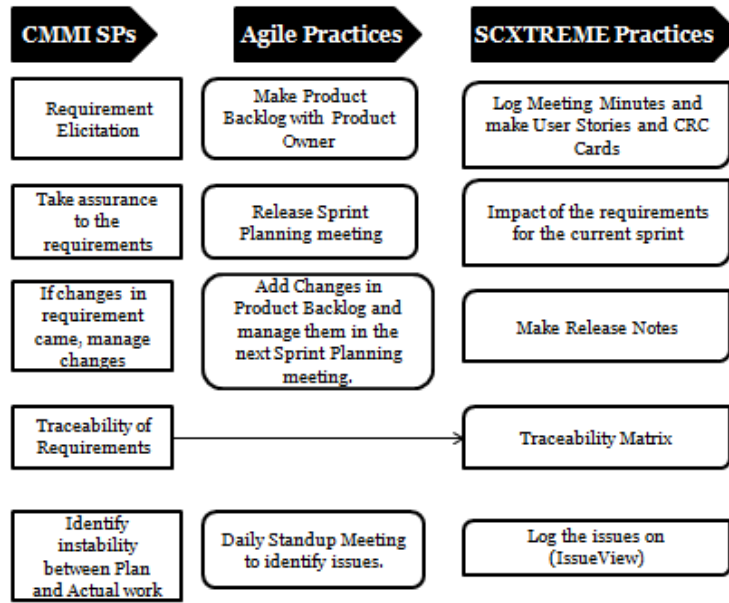 CMMI SPs
Agile Practices
SCXTREME Practices
Requirement
Elicitation
Make Product
Backlog with Product
Owner
Log Meeting Minutes and
make User Stories and CRC
Cards
Take assurance
to the
requirements
Release Sprint
Planning meeting
Impact of the requirements
for the current sprint
If changes in
requirement
came, manage
changes
Add Changes in
Product Backlog and
manage them in the
next Sprint Planning
meeting.
Make Release Notes
Traceability of
Requirements
Traceability Matrix
Identify
instability
between Plan
and Actual work
Daily Standup Meeting
to identify issues.
Log the issues on
(IssueView)